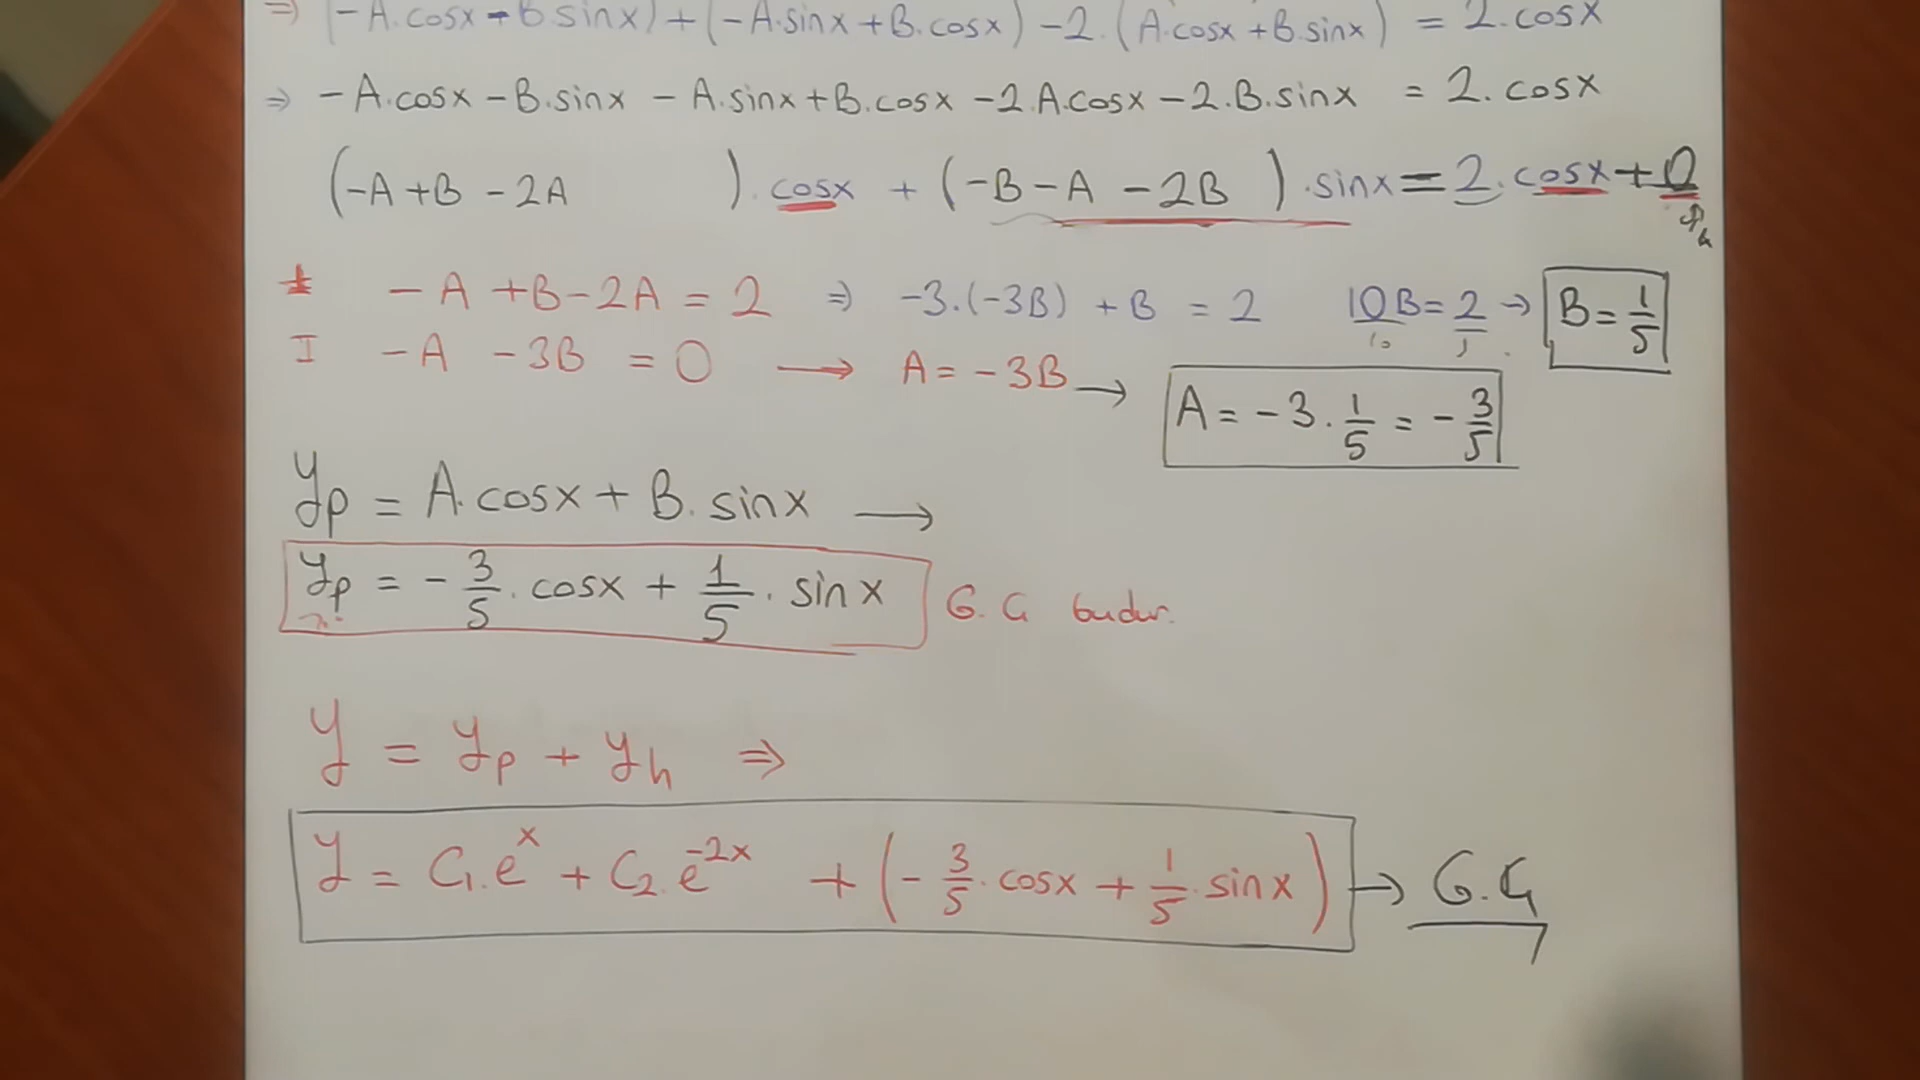 ⇒ (-A.cosx - B.sinx) + (-A.sinx + B.cosx) - 2.(A.cosx + B.sinx) = 2.cosx
⇒ -A.cosx - B.sinx - A.sinx + B.cosx - 2.A.cosx - 2.B.sinx = 2.cosx
(-A + B - 2A ).cosx + (-B - A - 2B ).sinx = 2.cosx + 0
-A + B - 2A = 2 ⇒ -3.(-3B) + B = 2 10B = 2 → B = 1/5
I -A - 3B = 0 → A = -3B → A = -3.1/5 = -3/5
yp = A.cosx + B.sinx →
yp = -3/5.cosx + 1/5.sinx G.Ç budur.
y = yp + yh ⇒
y = C₁.e^x + C₂.e^-2x + (-3/5.cosx + 1/5.sinx) → G.Ç